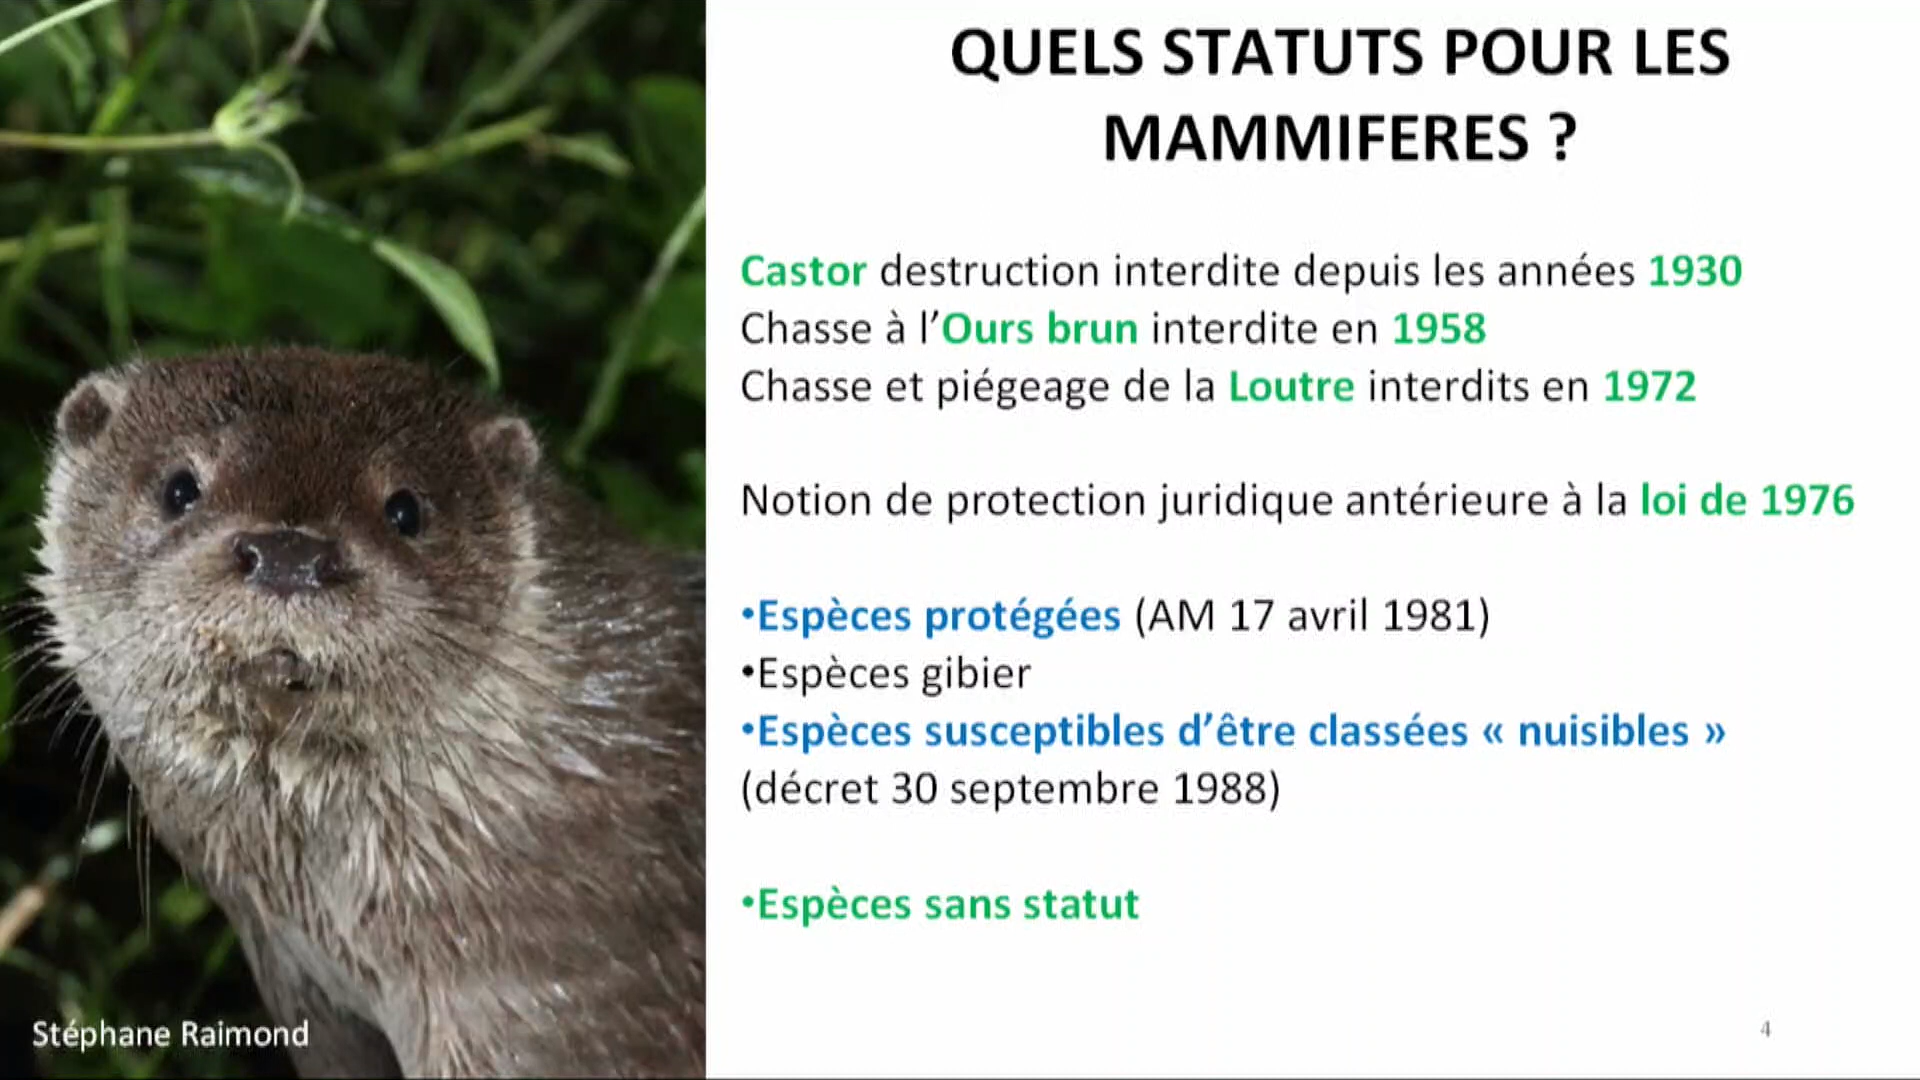 QUELS STATUTS POUR LES
MAMMIFERES ?
Castor destruction interdite depuis les années 1930
Chasse à l’Ours brun interdite en 1958
Chasse et piégeage de la Loutre interdits en 1972
Notion de protection juridique antérieure à la loi de 1976
•Espèces protégées (AM 17 avril 1981)
•Espèces gibier
•Espèces susceptibles d’être classées « nuisibles »
(décret 30 septembre 1988)
•Espèces sans statut
Stéphane Raimond
4